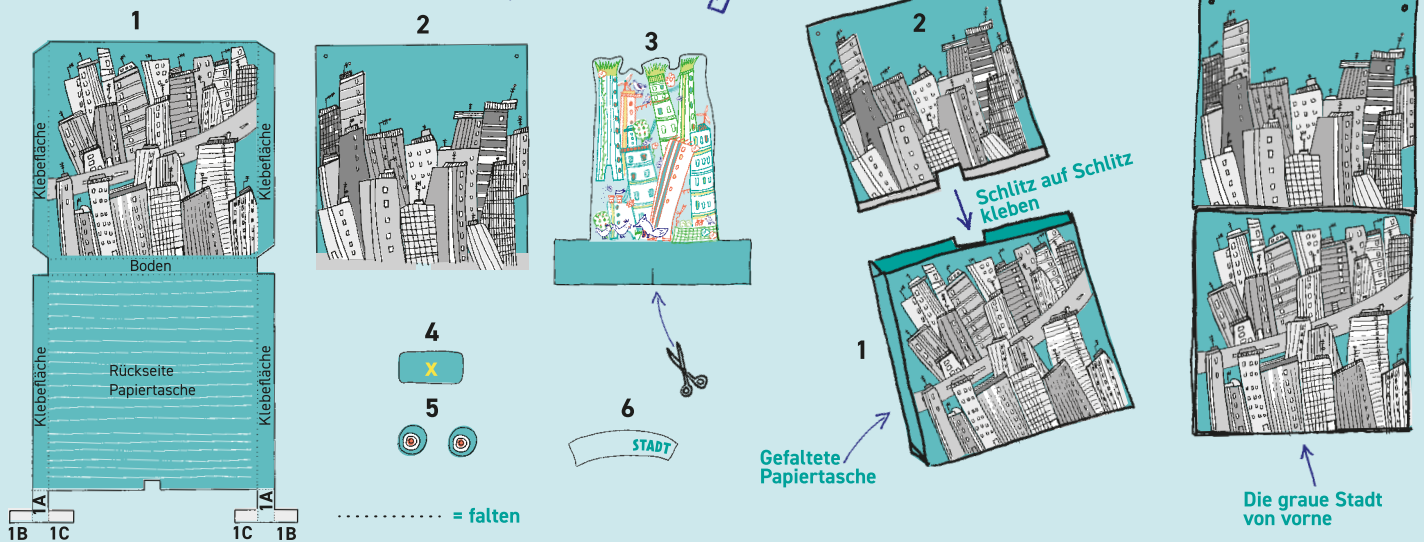 1
Klebefläche
Klebefläche
Boden
Klebefläche
Rückseite
Papiertasche
Klebefläche
1A
1A
1B
1C
1C
1B
2
3
4
X
5
6
STADT
= falten
2
Schlitz auf Schlitz
kleben
1
Gefaltete
Papiertasche
Die graue Stadt
von vorne